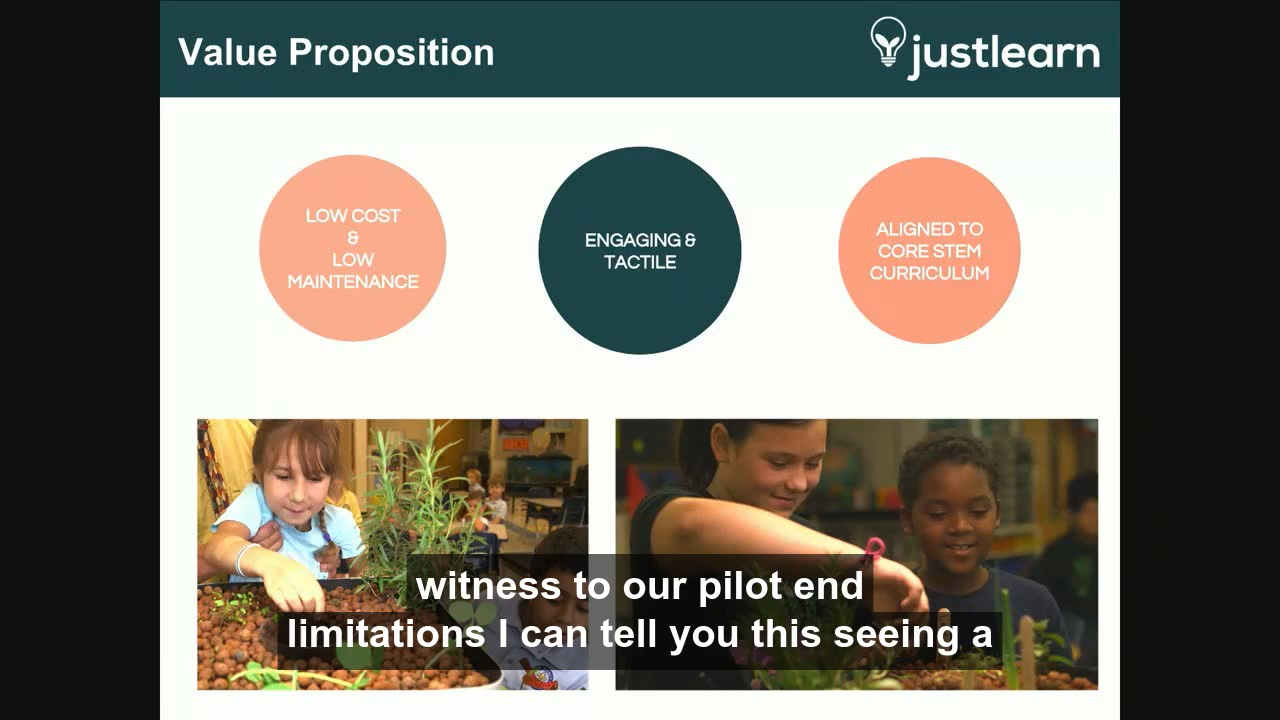 Value Proposition
justlearn
LOW COST
&
LOW
MAINTENANCE
ENGAGING &
TACTILE
ALIGNED TO
CORE STEM
CURRICULUM
witness to our pilot end
limitations I can tell you this seeing a